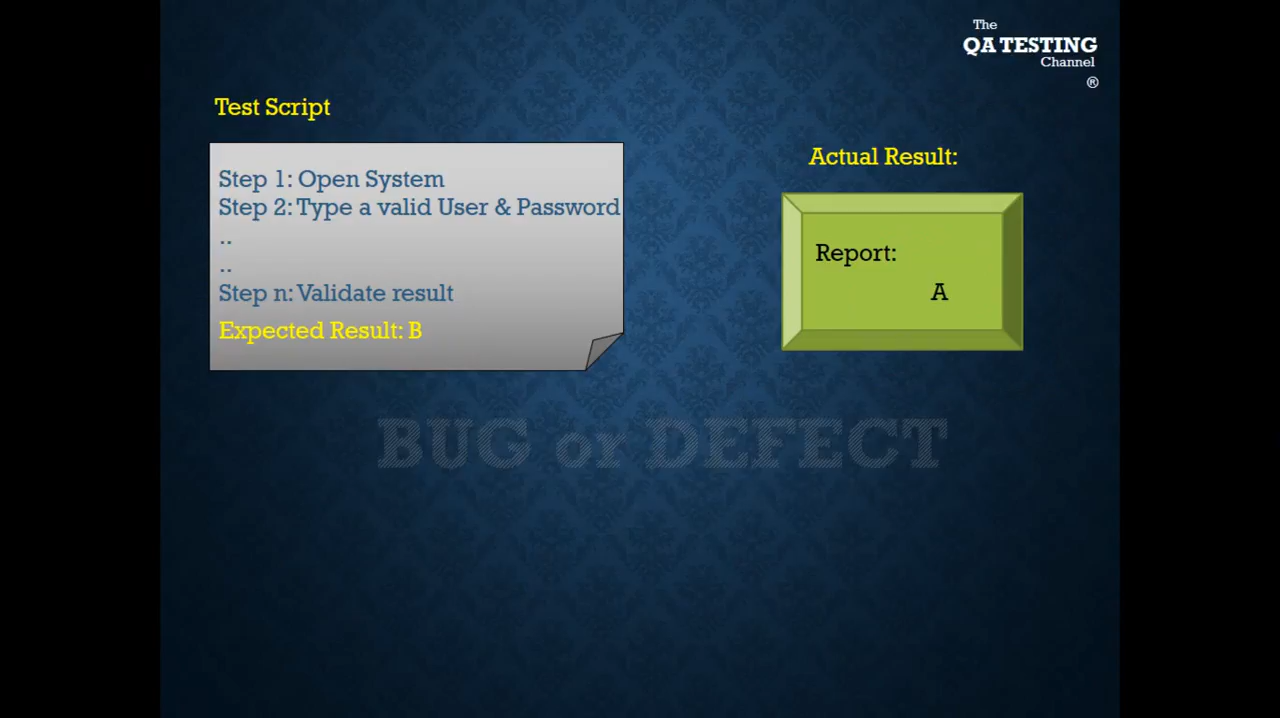 The
QA TESTING
Channel
®
Test Script
Step 1: Open System
Step 2: Type a valid User & Password
..
..
Step n: Validate result
Expected Result: B
Actual Result:
Report:
A
BUG or DEFECT